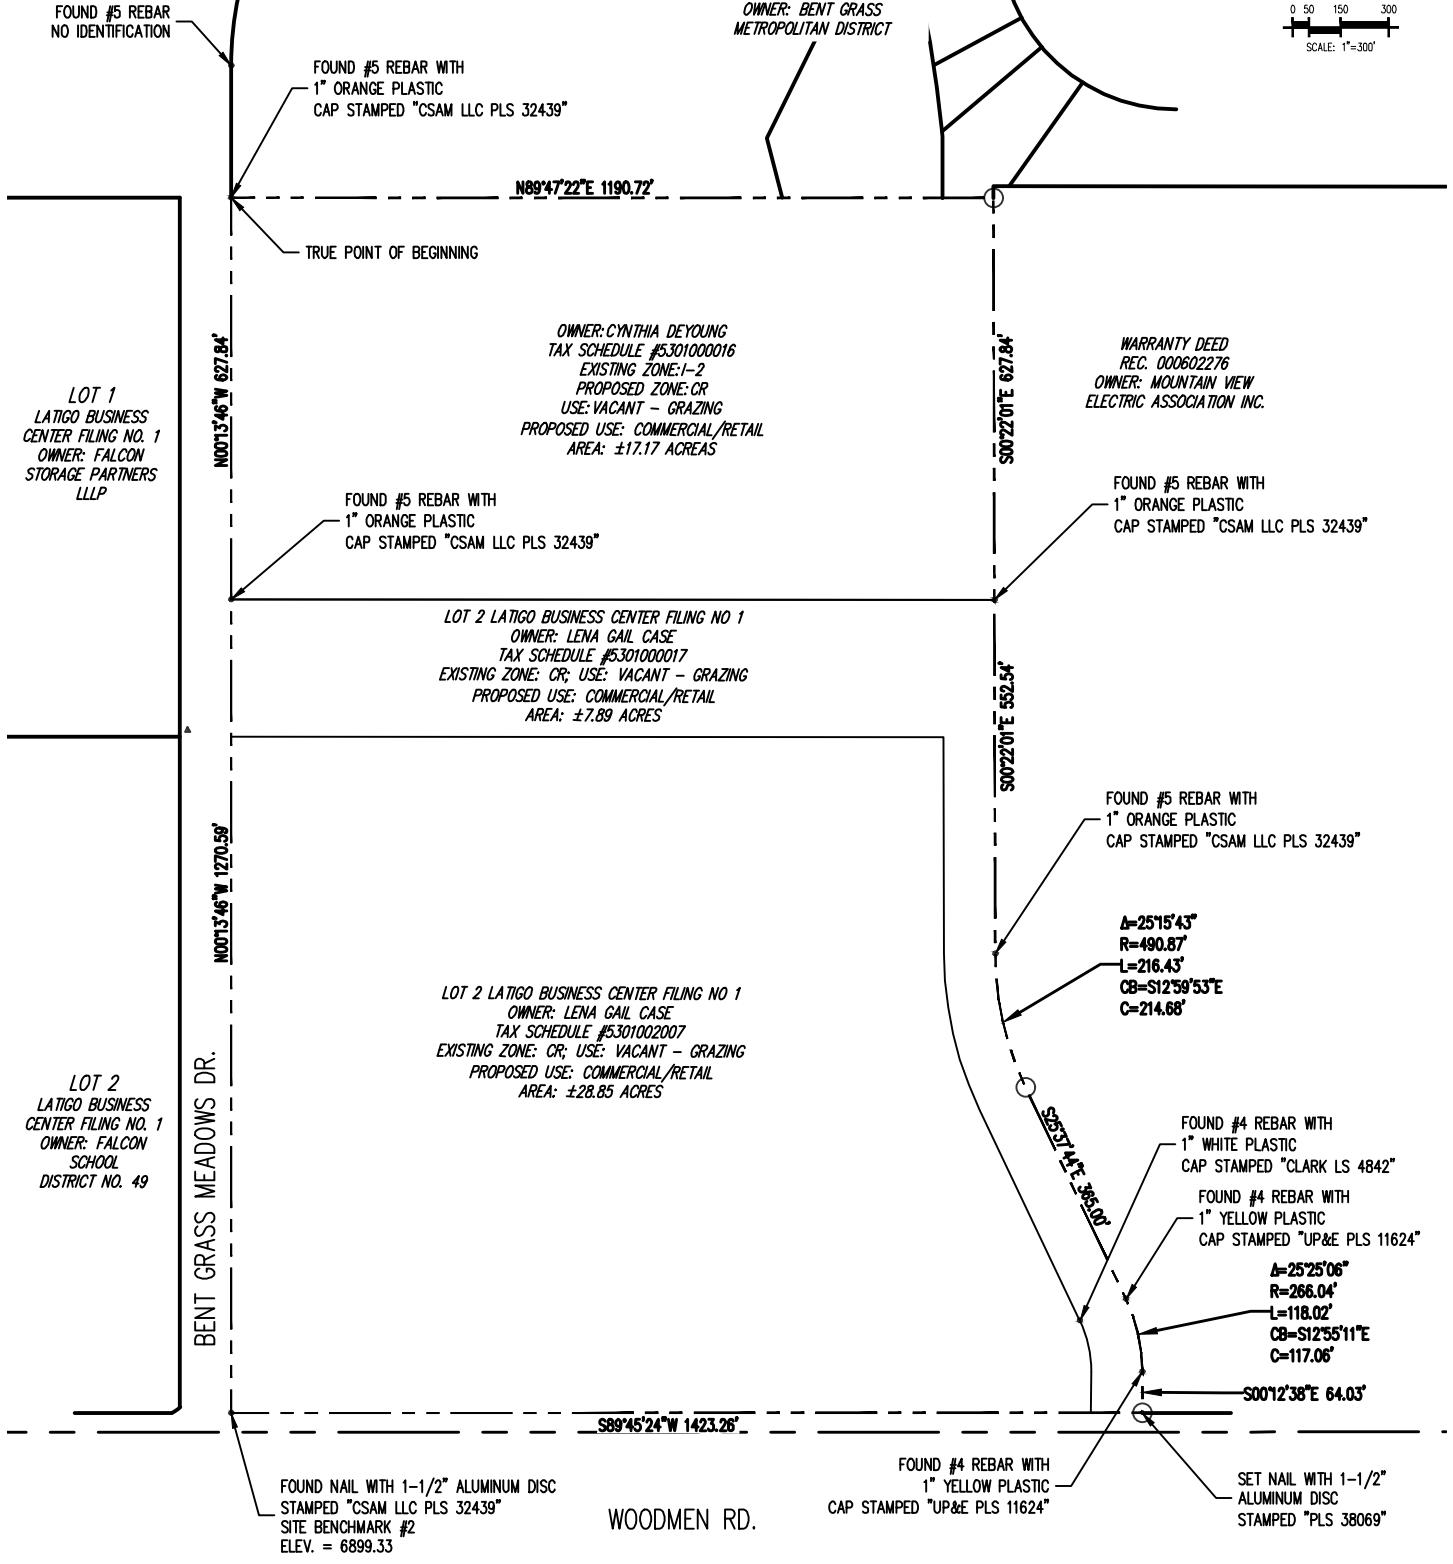 FOUND #5 REBAR
NO IDENTIFICATION
OWNER: BENT GRASS
METROPOLITAN DISTRICT
0 50 150 300
SCALE: 1"=300'
FOUND #5 REBAR WITH
1" ORANGE PLASTIC
CAP STAMPED "CSAM LLC PLS 32439"
N89°47'22"E 1190.72'
TRUE POINT OF BEGINNING
N00°13'46"W 627.84'
OWNER: CYNTHIA DEYOUNG
TAX SCHEDULE #5301000016
EXISTING ZONE: I-2
PROPOSED ZONE: CR
USE: VACANT - GRAZING
PROPOSED USE: COMMERCIAL/RETAIL
AREA: ±17.17 ACREAS
S00°22'01"E 627.84'
WARRANTY DEED
REC. 000602276
OWNER: MOUNTAIN VIEW
ELECTRIC ASSOCIATION INC.
LOT 1
LATIGO BUSINESS
CENTER FILING NO. 1
OWNER: FALCON
STORAGE PARTNERS
LLLP
FOUND #5 REBAR WITH
1" ORANGE PLASTIC
CAP STAMPED "CSAM LLC PLS 32439"
FOUND #5 REBAR WITH
1" ORANGE PLASTIC
CAP STAMPED "CSAM LLC PLS 32439"
LOT 2 LATIGO BUSINESS CENTER FILING NO 1
OWNER: LENA GAIL CASE
TAX SCHEDULE #5301000017
EXISTING ZONE: CR; USE: VACANT - GRAZING
PROPOSED USE: COMMERCIAL/RETAIL
AREA: ±7.89 ACRES
S00°22'01"E 552.54'
N00°13'46"W 1270.59'
FOUND #5 REBAR WITH
1" ORANGE PLASTIC
CAP STAMPED "CSAM LLC PLS 32439"
Δ=25°15'43"
R=490.87'
L=216.43'
CB=S12°59'53"E
C=214.68'
LOT 2 LATIGO BUSINESS CENTER FILING NO 1
OWNER: LENA GAIL CASE
TAX SCHEDULE #5301002007
EXISTING ZONE: CR; USE: VACANT - GRAZING
PROPOSED USE: COMMERCIAL/RETAIL
AREA: ±28.85 ACRES
LOT 2
LATIGO BUSINESS
CENTER FILING NO. 1
OWNER: FALCON
SCHOOL
DISTRICT NO. 49
BENT GRASS MEADOWS DR.
S25°37'44"E 365.00'
FOUND #4 REBAR WITH
1" WHITE PLASTIC
CAP STAMPED "CLARK LS 4842"
FOUND #4 REBAR WITH
1" YELLOW PLASTIC
CAP STAMPED "UP&E PLS 11624"
Δ=25°25'06"
R=266.04'
L=118.02'
CB=S12°55'11"E
C=117.06'
S00°12'38"E 64.03'
S89°45'24"W 1423.26'
FOUND NAIL WITH 1-1/2" ALUMINUM DISC
STAMPED "CSAM LLC PLS 32439"
SITE BENCHMARK #2
ELEV. = 6899.33
WOODMEN RD.
FOUND #4 REBAR WITH
1" YELLOW PLASTIC
CAP STAMPED "UP&E PLS 11624"
SET NAIL WITH 1-1/2"
ALUMINUM DISC
STAMPED "PLS 38069"